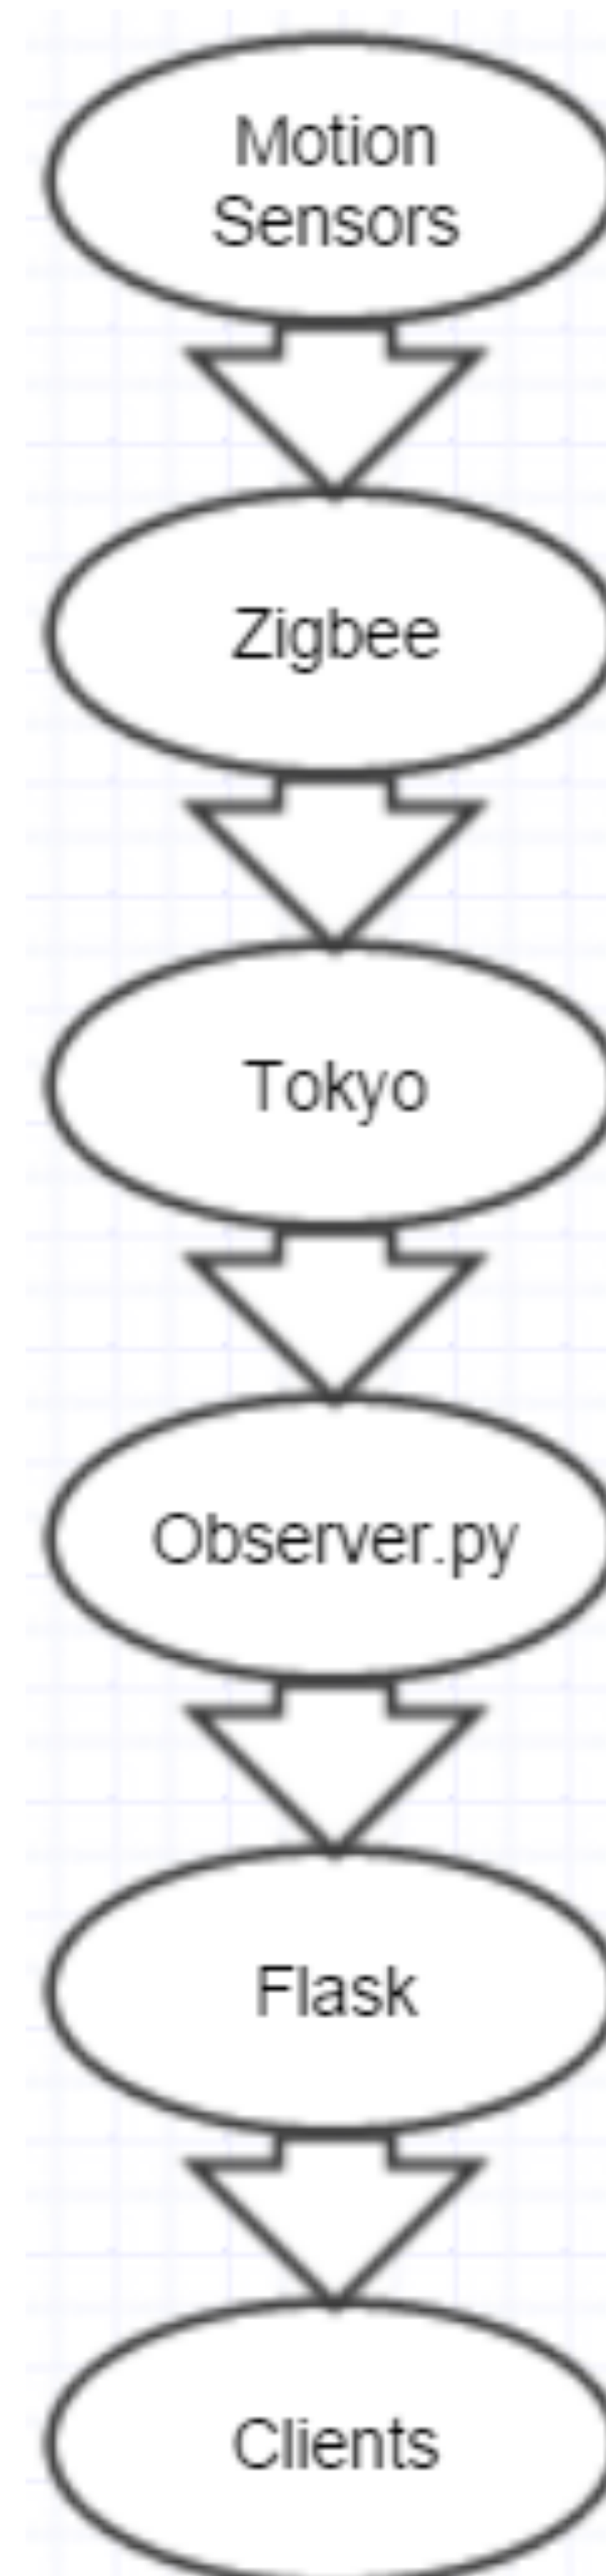 Motion
Sensors
Zigbee
Tokyo
Observer.py
Flask
Clients